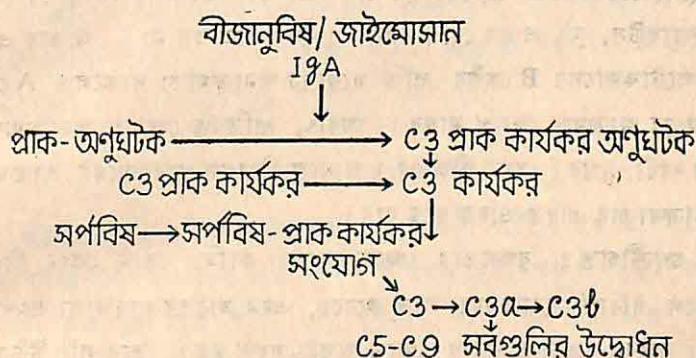 বীজানুবিষ/ জাইমোসান
IgA
প্রাক-অণুঘটক → C3 প্রাক কার্যকর অণুঘটক
C3 প্রাক কার্যকর → C3 কার্যকর
সর্পবিষ → সর্পবিষ-প্রাক কার্যকর
সংযোগ
C3 → C3a → C3b
C5-C9 সবগুলির উদ্বোধন